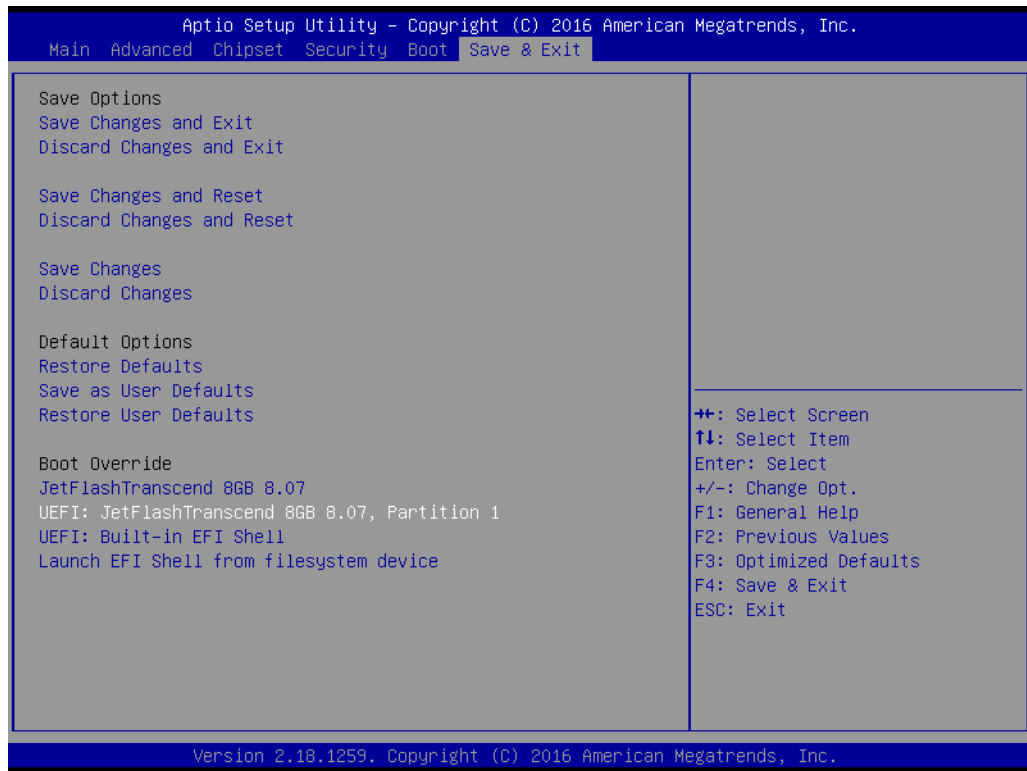 Aptio Setup Utility – Copyright (C) 2016 American Megatrends, Inc.
Main Advanced Chipset Security Boot Save & Exit
Save Options
Save Changes and Exit
Discard Changes and Exit
Save Changes and Reset
Discard Changes and Reset
Save Changes
Discard Changes
Default Options
Restore Defaults
Save as User Defaults
Restore User Defaults
Boot Override
JetFlashTranscend 8GB 8.07
UEFI: JetFlashTranscend 8GB 8.07, Partition 1
UEFI: Built-in EFI Shell
Launch EFI Shell from filesystem device
→←: Select Screen
↑↓: Select Item
Enter: Select
+/-: Change Opt.
F1: General Help
F2: Previous Values
F3: Optimized Defaults
F4: Save & Exit
ESC: Exit
Version 2.18.1259. Copyright (C) 2016 American Megatrends, Inc.